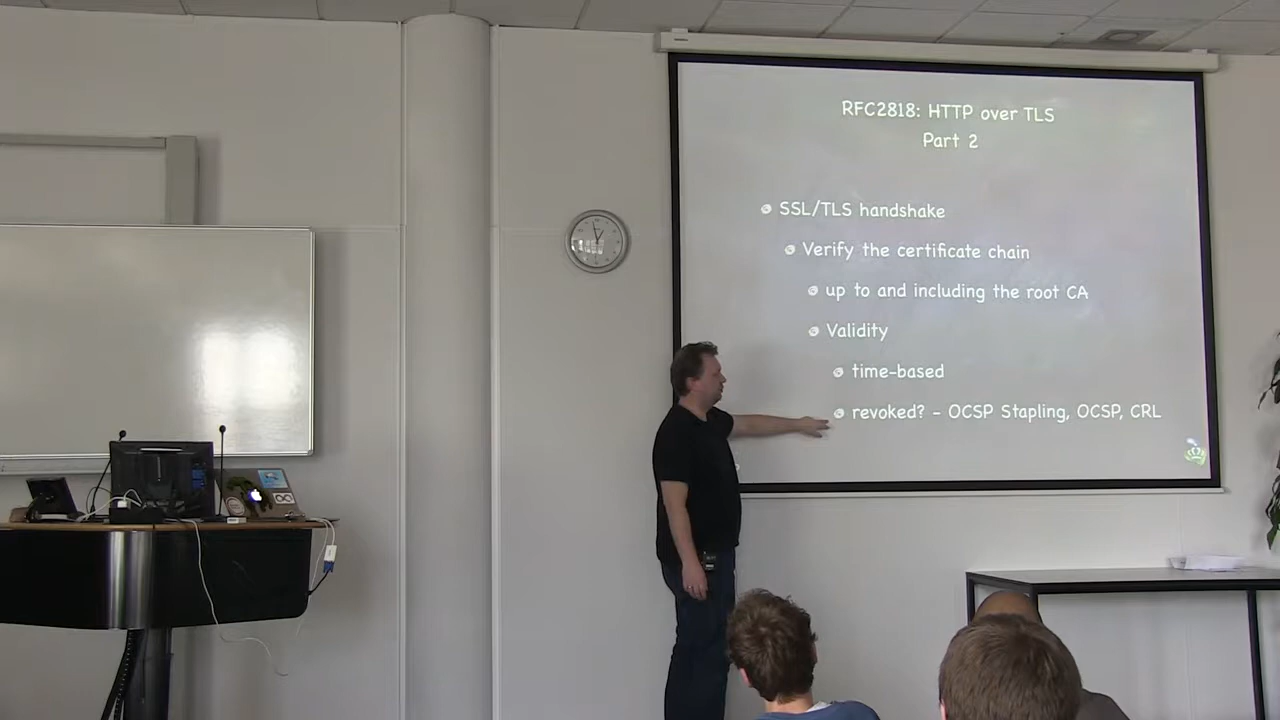 RFC2818: HTTP over TLS
Part 2
SSL/TLS handshake
Verify the certificate chain
up to and including the root CA
Validity
time-based
revoked? - OCSP Stapling, OCSP, CRL